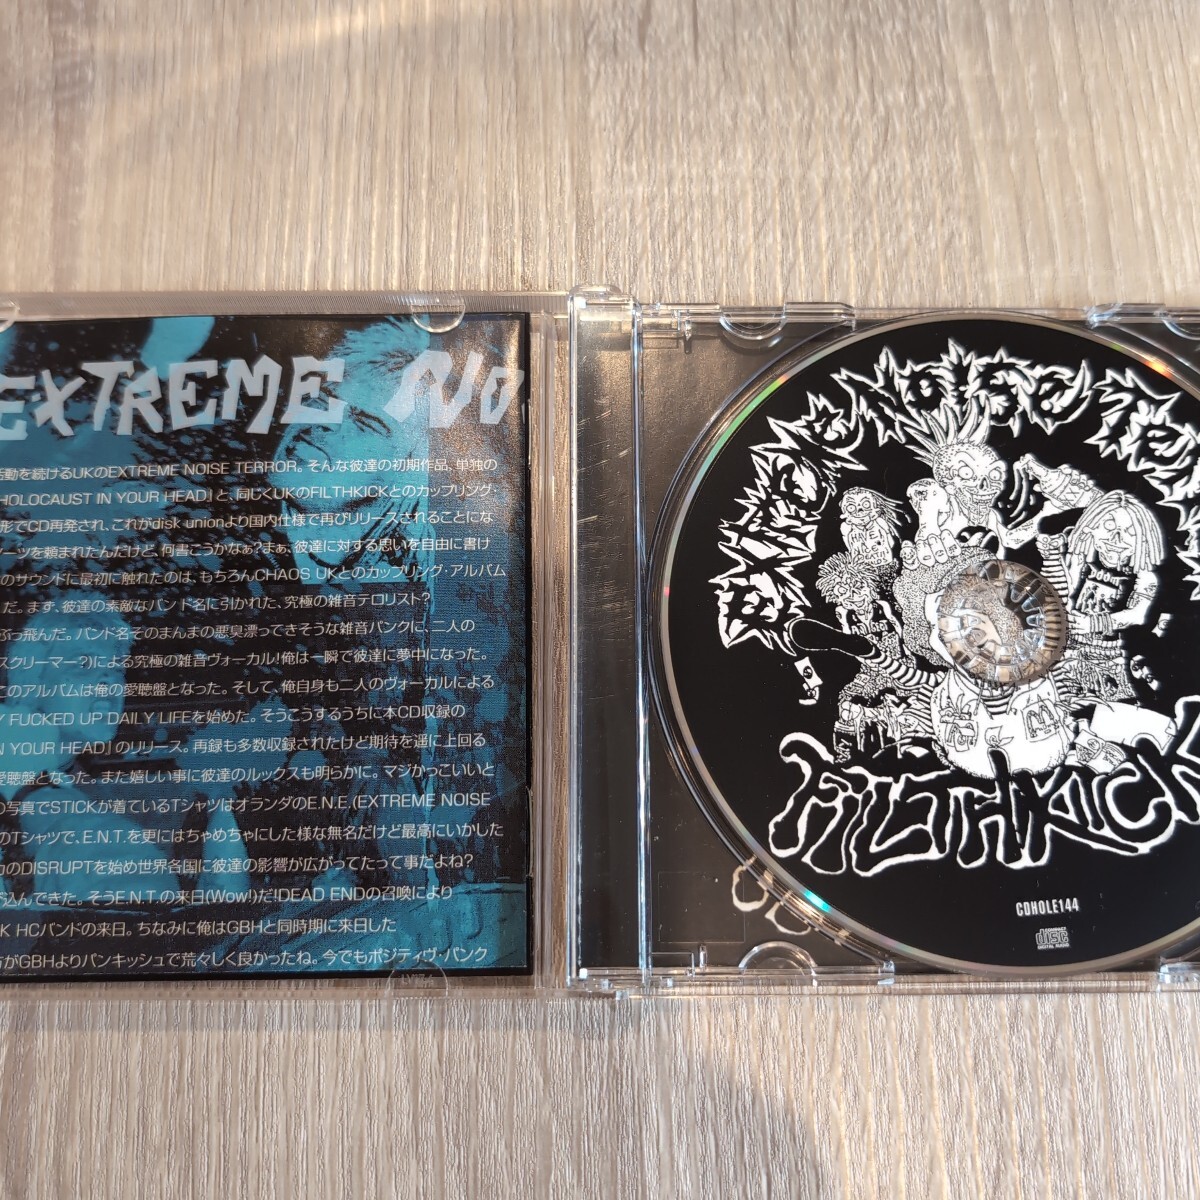 EXTREME NO
活動を続けるUKのEXTREME NOISE TERROR。そんな彼達の初期作品、単独の
HOLOCAUST IN YOUR HEAD』と、同じくUKのFILTHKICKとのカップリング・
形でCD再発され、これがdisk unionより国内仕様で再びリリースされることにな
ノーツを頼まれたんだけど、何書こうかなぁ?まぁ、彼達に対する思いを自由に書け
のサウンドに最初に触れたのは、もちろんCHAOS UKとのカップリング・アルバム
だ。まず、彼達の素敵なバンド名に引かれた、究極の雑音テロリスト?
ぶっ飛んだ。バンド名そのまんまの悪臭漂ってきそうな雑音パンクに、二人の
スクリーマー?)による究極の雑音ヴォーカル!俺は一瞬で彼達に夢中になった。
このアルバムは俺の愛聴盤となった。そして、俺自身も二人のヴォーカルによる
Y FUCKED UP DAILY LIFEを始めた。そうこうするうちに本CD収録の
N YOUR HEAD』のリリース。再録も多数収録されたけど期待を遥に上回る
愛聴盤となった。また嬉しい事に彼達のルックスも明らかに。マジかっこいいと
の写真でSTICKが着ているTシャツはオランダのE.N.E.(EXTREME NOISE
のTシャツで、E.N.T.を更にはちゃめちゃにした様な無名だけど最高にいかした
カのDISRUPTを始め世界各国に彼達の影響が広がってたって事だよね?
び込んできた。そうE.N.T.の来日(Wow!)だ!DEAD ENDの召喚により
K HCバンドの来日。ちなみに俺はGBHと同時期に来日した
方がGBHよりパンキッシュで荒々しく良かったね。今でもポジティヴ・パンク
EXTREME NOISE TER
HAVE A
DOOM
FILTHKICK
CDHOLE144
COMPACT
disc
DIGITAL AUDIO